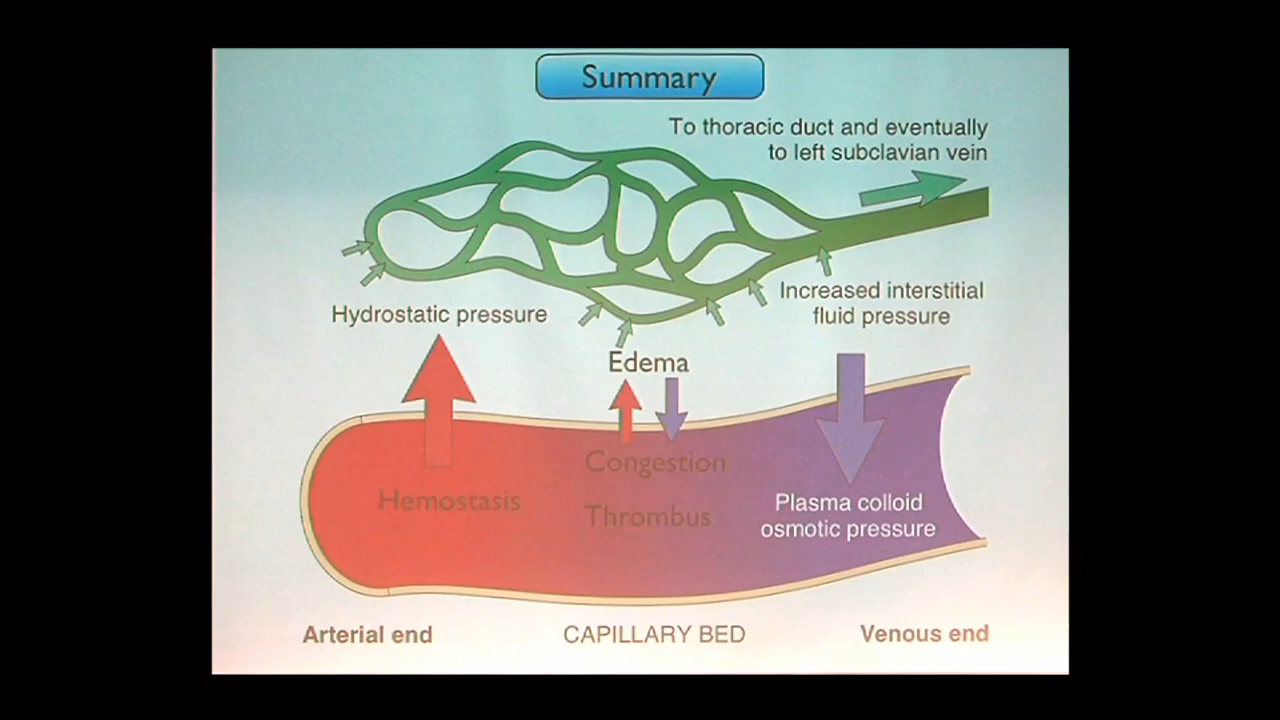 Summary
To thoracic duct and eventually
to left subclavian vein
Increased interstitial
fluid pressure
Hydrostatic pressure
Edema
Congestion
Hemostasis
Thrombus
Plasma colloid
osmotic pressure
Arterial end
CAPILLARY BED
Venous end